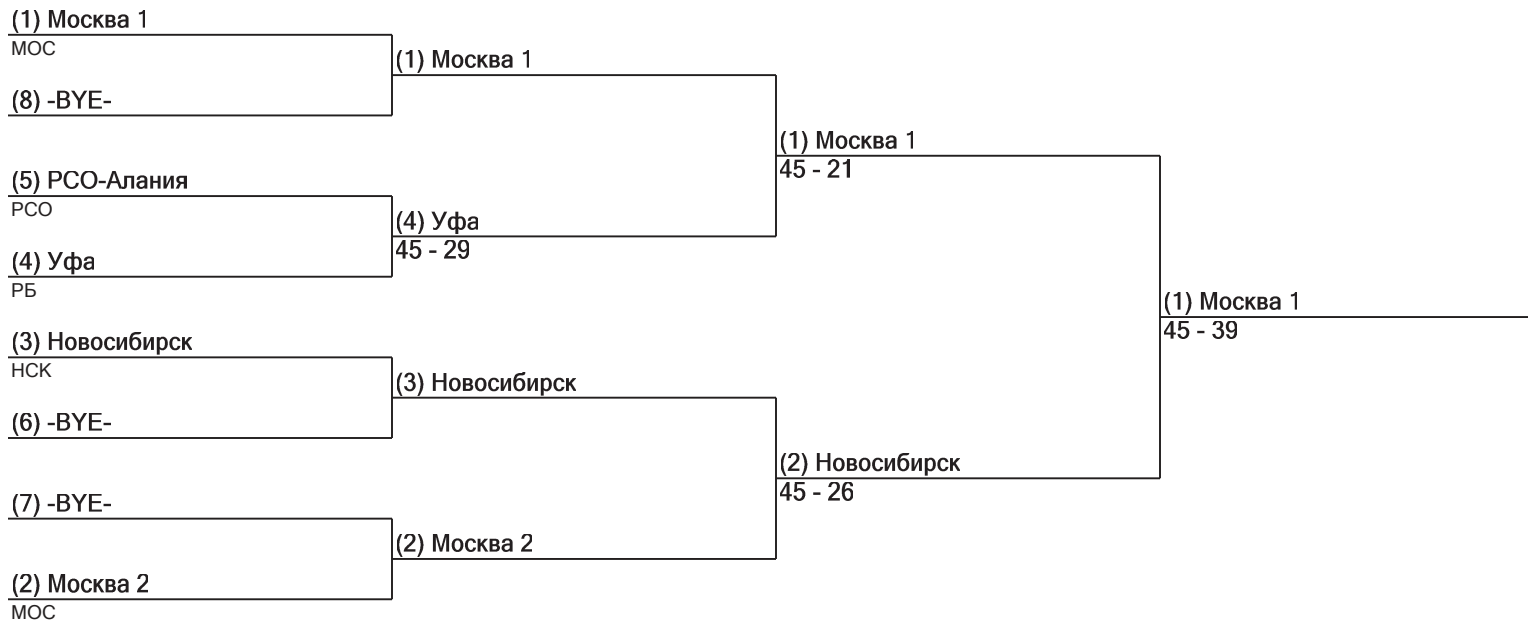 (1) Москва 1
МОС
(8) -BYE-
(5) РСО-Алания
РСО
(4) Уфа
РБ
(3) Новосибирск
НСК
(6) -BYE-
(7) -BYE-
(2) Москва 2
МОС
(1) Москва 1
(4) Уфа
45 - 29
(3) Новосибирск
(2) Москва 2
(1) Москва 1
45 - 21
(2) Новосибирск
45 - 26
(1) Москва 1
45 - 39